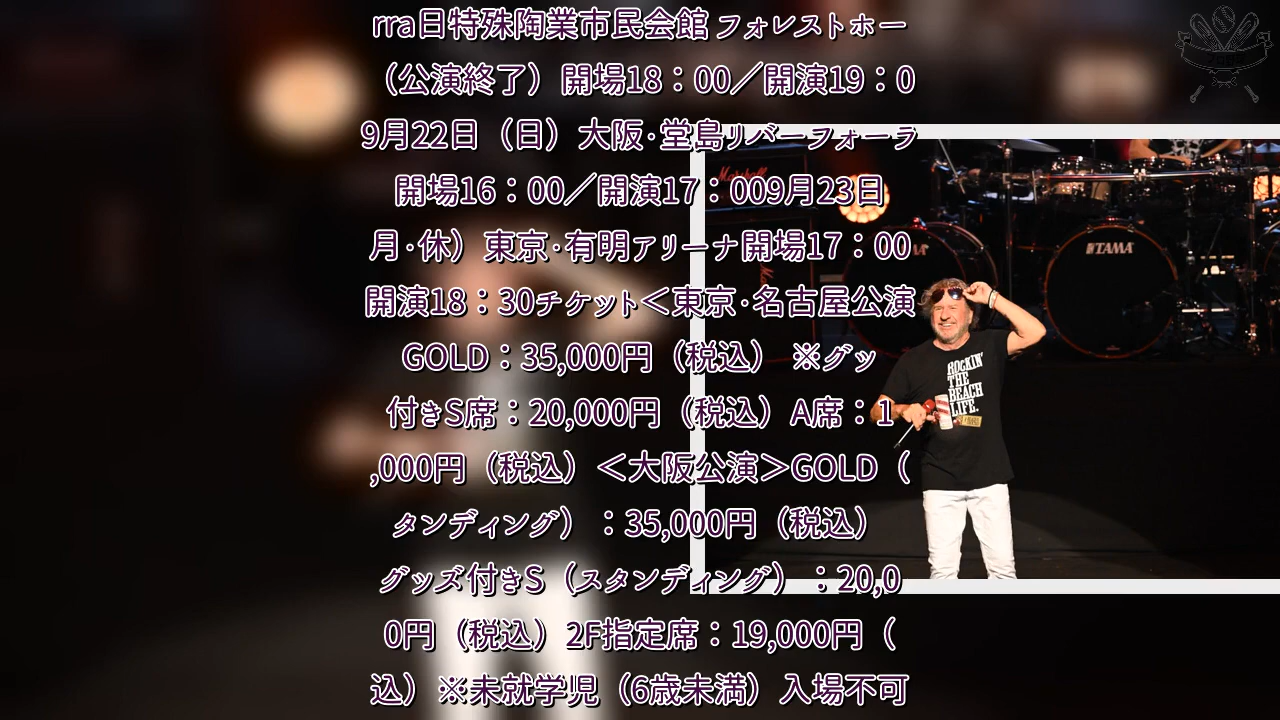 rra日特殊陶業市民会館 フォレストホー
（公演終了）開場18：00／開演19：0
9月22日（日）大阪·堂島リバーフォーラ
開場16：00／開演17：009月23日
月·休）東京·有明アリーナ開場17：00
開演18：30チケット＜東京·名古屋公演
GOLD：35,000円（税込） ※グッ
付きS席：20,000円（税込）A席：1
,000円（税込）＜大阪公演＞GOLD（
タンディング）：35,000円（税込）
グッズ付きS（スタンディング）：20,0
0円（税込）2F指定席：19,000円（
込）※未就学児（6歳未満）入場不可
Marshall
TAMA
ROCKIN'
THE
BEACH
LIFE.